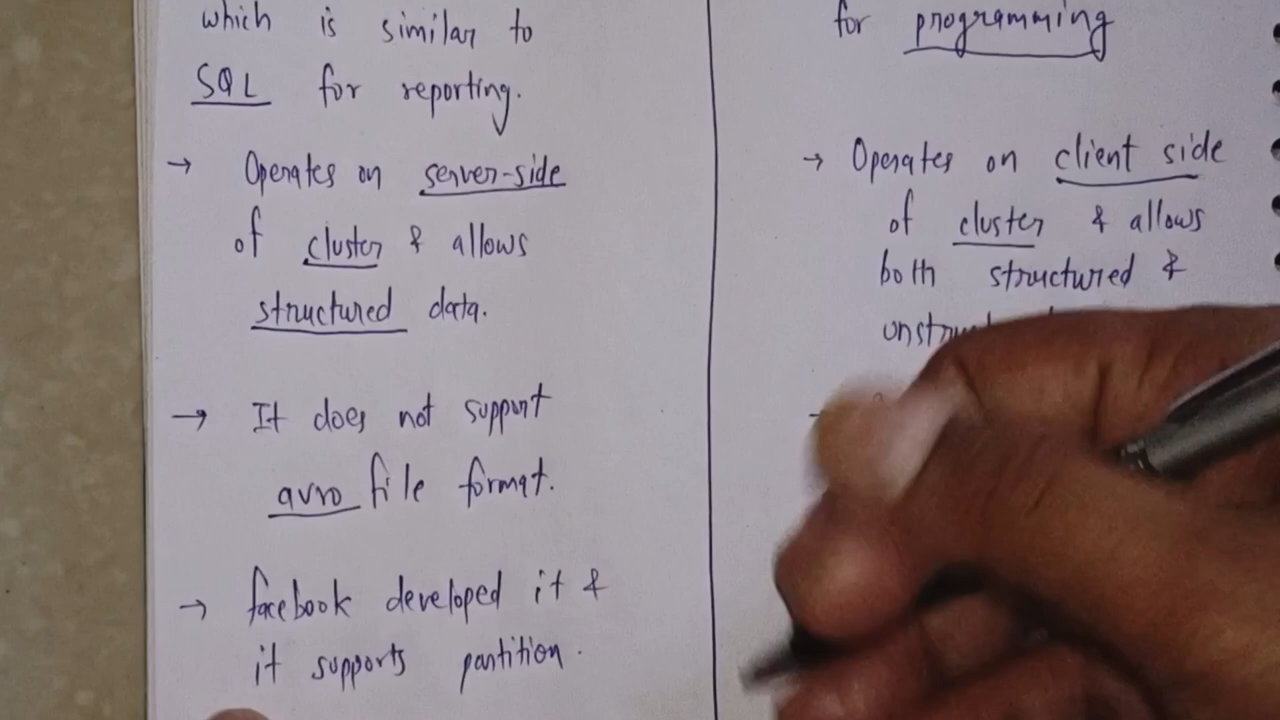 which is similar to
SQL for reporting.
→ Operates on server-side
of cluster & allows
structured data.
→ It does not support
avro file format.
→ facebook developed it &
it supports partition.
for programming
→ Operates on client side
of cluster & allows
both structured &